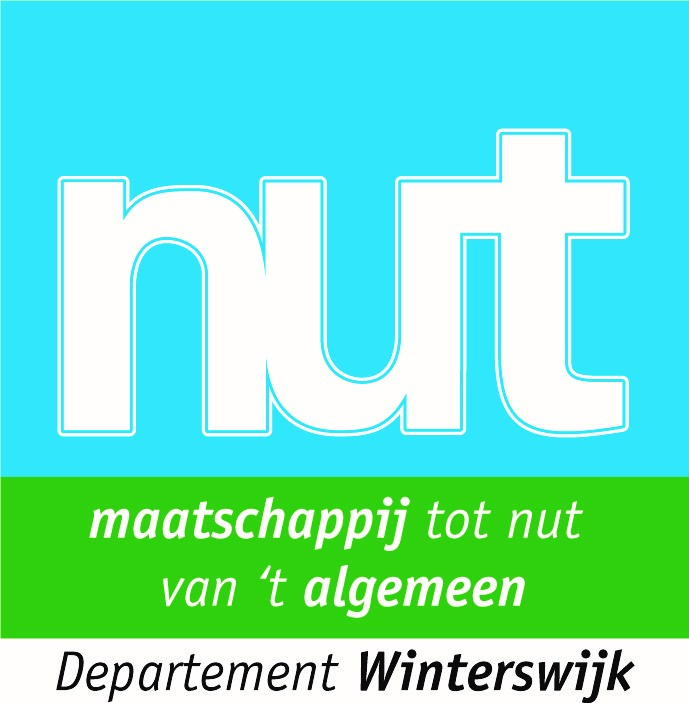 nut
maatschappij tot nut
van ‘t algemeen
Departement Winterswijk